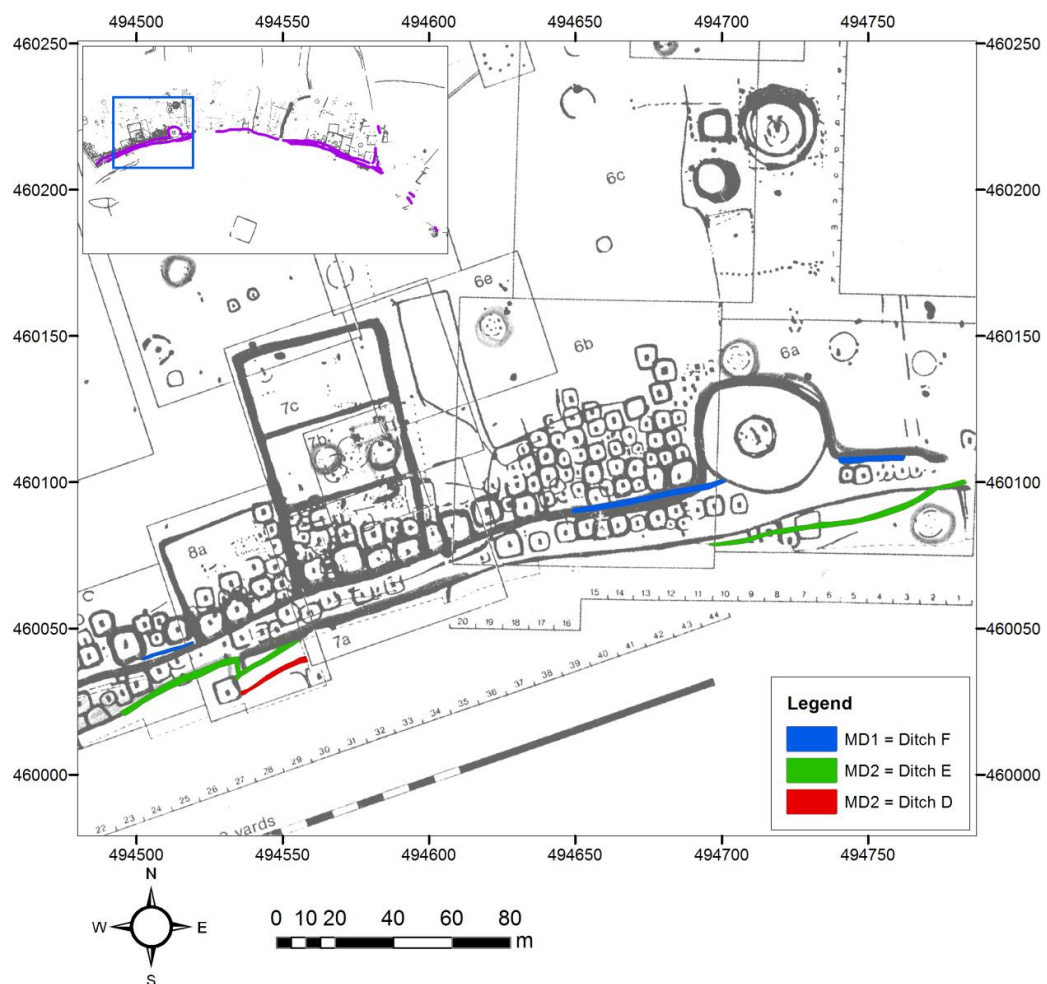 494500 494550 494600 494650 494700 494750
460250 460250
460200 460200
460150 460150
460100 460100
460050 460050
460000 460000
6c
6e
6b
6a
7c
7b
8a
C
7a
15 14 13 12 11 10 9 8 7 6 5 4 3 2 1
20 19 18 17 16
22 23 24 25 26 27 28 29 30 31 32 33 34 35 36 37 38 39 40 41 42 43 44
yards
Legend
MD1 = Ditch F
MD2 = Ditch E
MD2 = Ditch D
494500 494550 494600 494650 494700 494750
N
W E
S
0 10 20 40 60 80
m